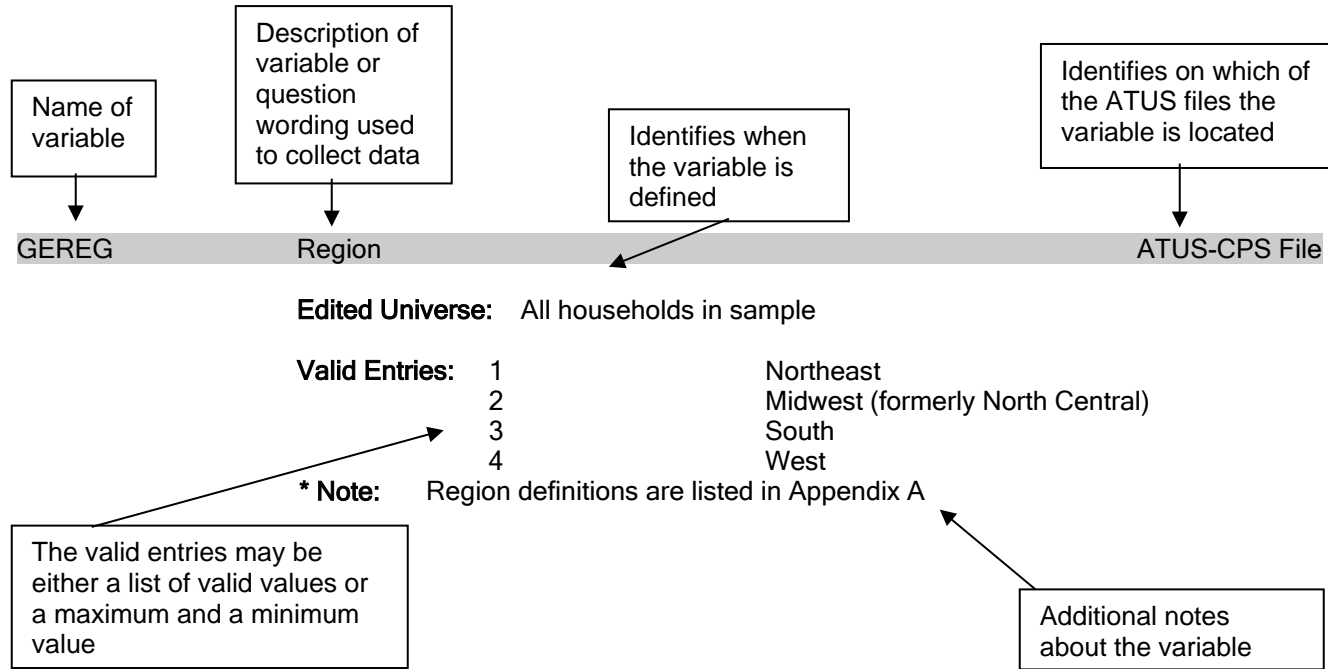 Name of
variable
Description of
variable or
question
wording used
to collect data
Identifies when
the variable is
defined
Identifies on which of
the ATUS files the
variable is located
GEREG Region ATUS-CPS File
Edited Universe: All households in sample
Valid Entries: 1 Northeast
2 Midwest (formerly North Central)
3 South
4 West
* Note: Region definitions are listed in Appendix A
The valid entries may be
either a list of valid values or
a maximum and a minimum
value
Additional notes
about the variable